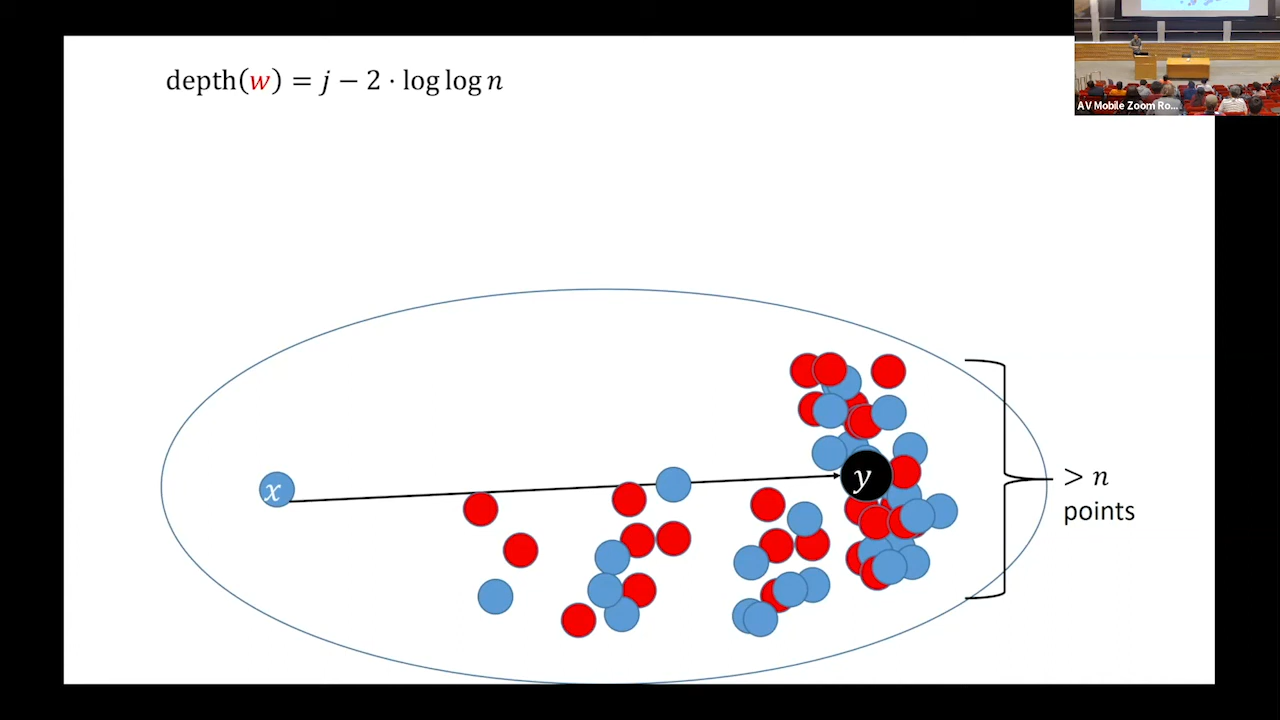 depth(w) = j − 2 · log log n
AV Mobile Zoom Ro...
x
y
> n
points